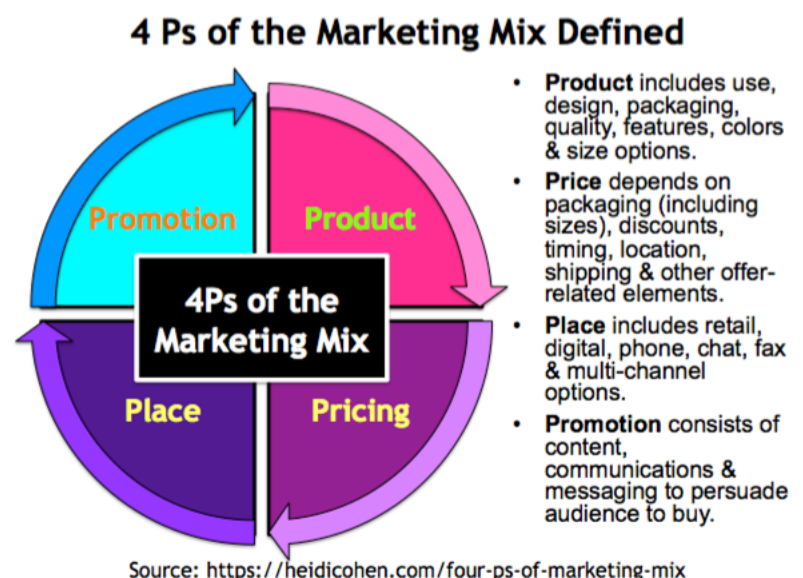 4 Ps of the Marketing Mix Defined
Promotion
Product
4Ps of the
Marketing Mix
Place
Pricing
• Product includes use,
design, packaging,
quality, features, colors
& size options.
• Price depends on
packaging (including
sizes), discounts,
timing, location,
shipping & other offer-
related elements.
• Place includes retail,
digital, phone, chat, fax
& multi-channel
options.
• Promotion consists of
content,
communications &
messaging to persuade
audience to buy.
Source: https://heidicohen.com/four-ps-of-marketing-mix